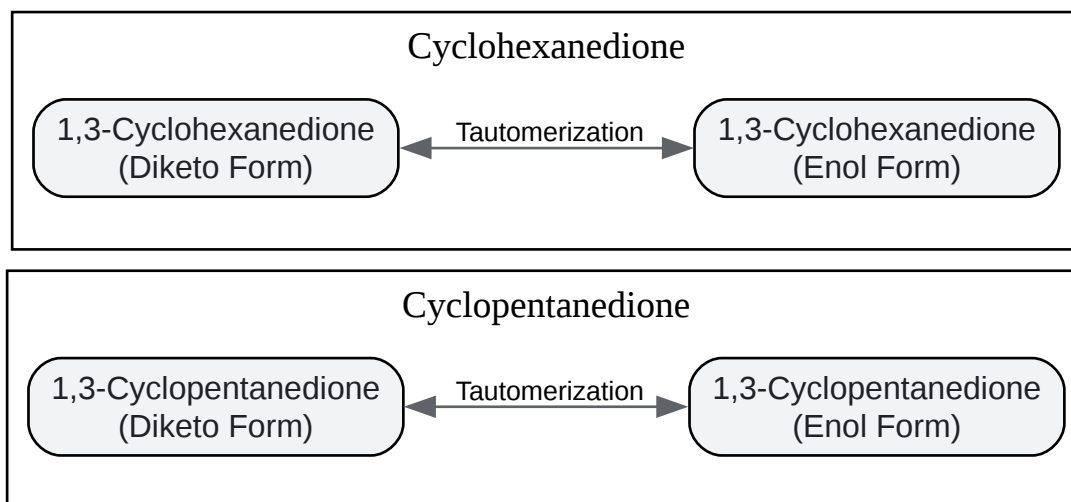 Cyclohexanedione
1,3-Cyclohexanedione
(Diketo Form)
Tautomerization
1,3-Cyclohexanedione
(Enol Form)
Cyclopentanedione
1,3-Cyclopentanedione
(Diketo Form)
Tautomerization
1,3-Cyclopentanedione
(Enol Form)